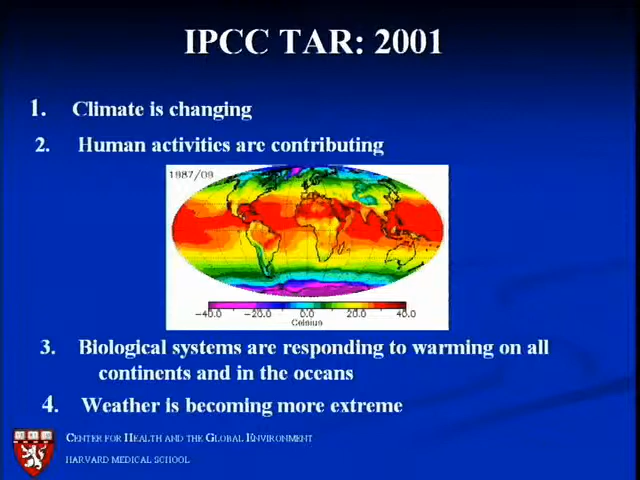 IPCC TAR: 2001
1. Climate is changing
2. Human activities are contributing
1987/09
-40.0 -20.0 0.0 20.0 40.0
Celsius
3. Biological systems are responding to warming on all
continents and in the oceans
4. Weather is becoming more extreme
CENTER FOR HEALTH AND THE GLOBAL ENVIRONMENT
HARVARD MEDICAL SCHOOL